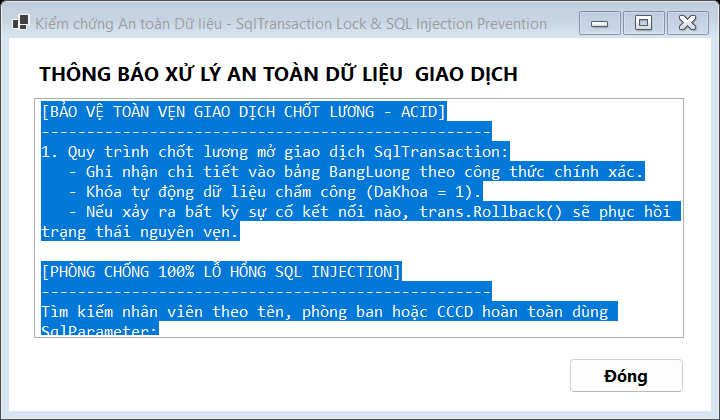 Kiểm chứng An toàn Dữ liệu - SqlTransaction Lock & SQL Injection Prevention
THÔNG BÁO XỬ LÝ AN TOÀN DỮ LIỆU  GIAO DỊCH
[BẢO VỆ TOÀN VẸN GIAO DỊCH CHỐT LƯƠNG - ACID]
--------------------------------------------------
1. Quy trình chốt lương mở giao dịch SqlTransaction:
   - Ghi nhận chi tiết vào bảng BangLuong theo công thức chính xác.
   - Khóa tự động dữ liệu chấm công (DaKhoa = 1).
   - Nếu xảy ra bất kỳ sự cố kết nối nào, trans.Rollback() sẽ phục hồi
trạng thái nguyên vẹn.
[PHÒNG CHỐNG 100% LỖ HỔNG SQL INJECTION]
--------------------------------------------------
Tìm kiếm nhân viên theo tên, phòng ban hoặc CCCD hoàn toàn dùng
SqlParameter:
Đóng